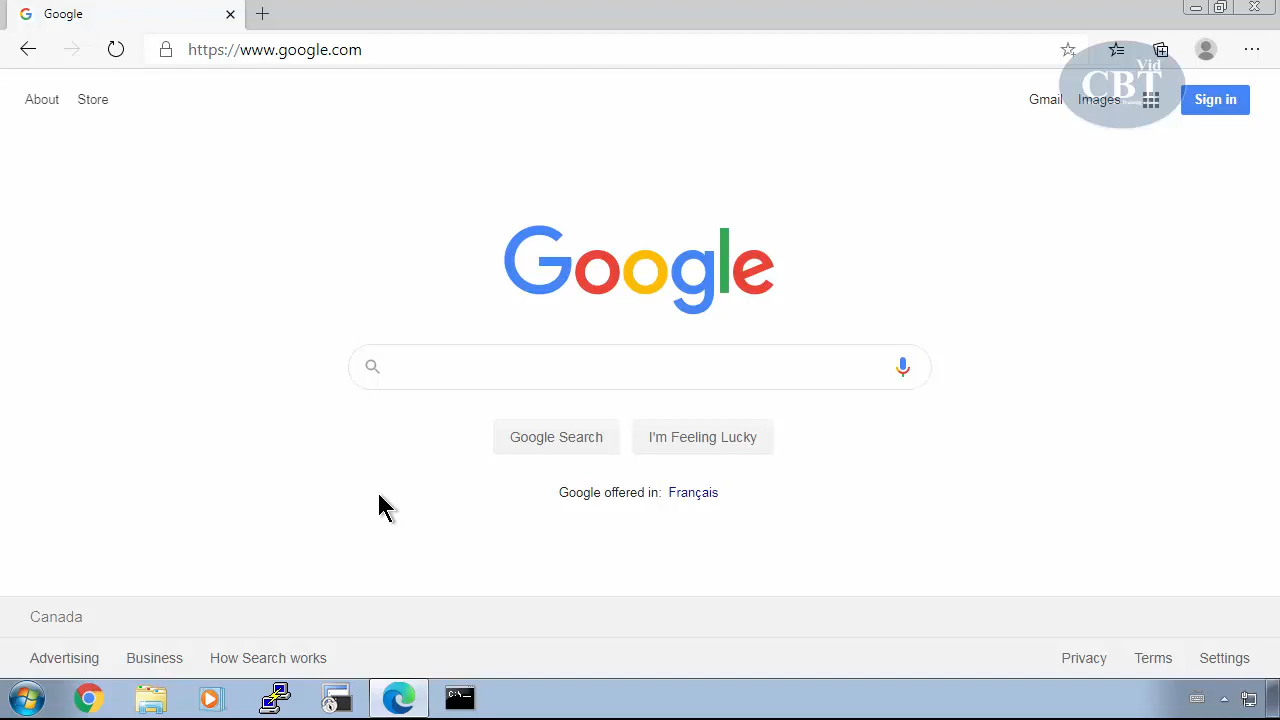 Google
https://www.google.com
About Store
Gmail Images Sign in
Vid
CBT
Training
Google
Google Search I'm Feeling Lucky
Google offered in: Français
Canada
Advertising Business How Search works
Privacy Terms Settings
C:\